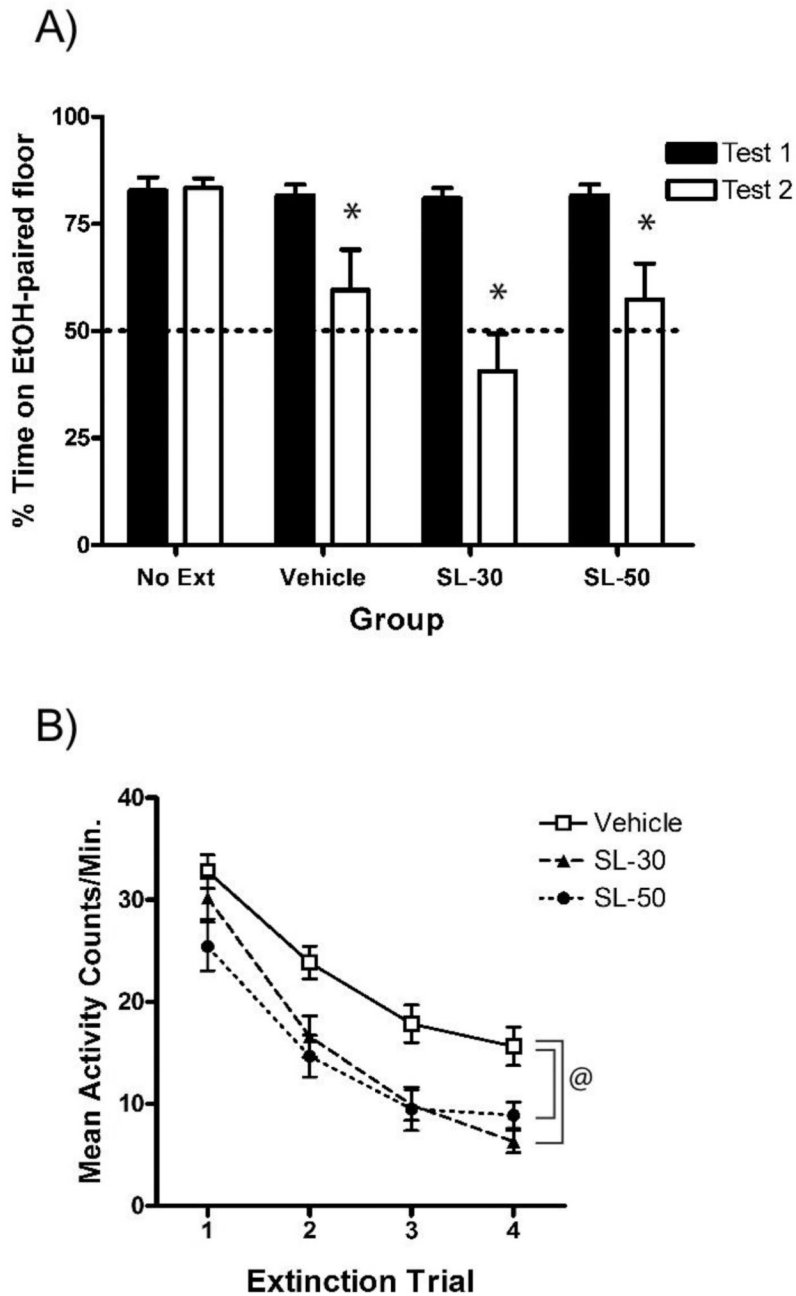 A)
% Time on EtOH-paired floor
100
75
50
25
0
* * *
Test 1
Test 2
No Ext Vehicle SL-30 SL-50
Group
B)
Mean Activity Counts/Min.
40
30
20
10
0
Vehicle
SL-30
SL-50
@
1 2 3 4
Extinction Trial